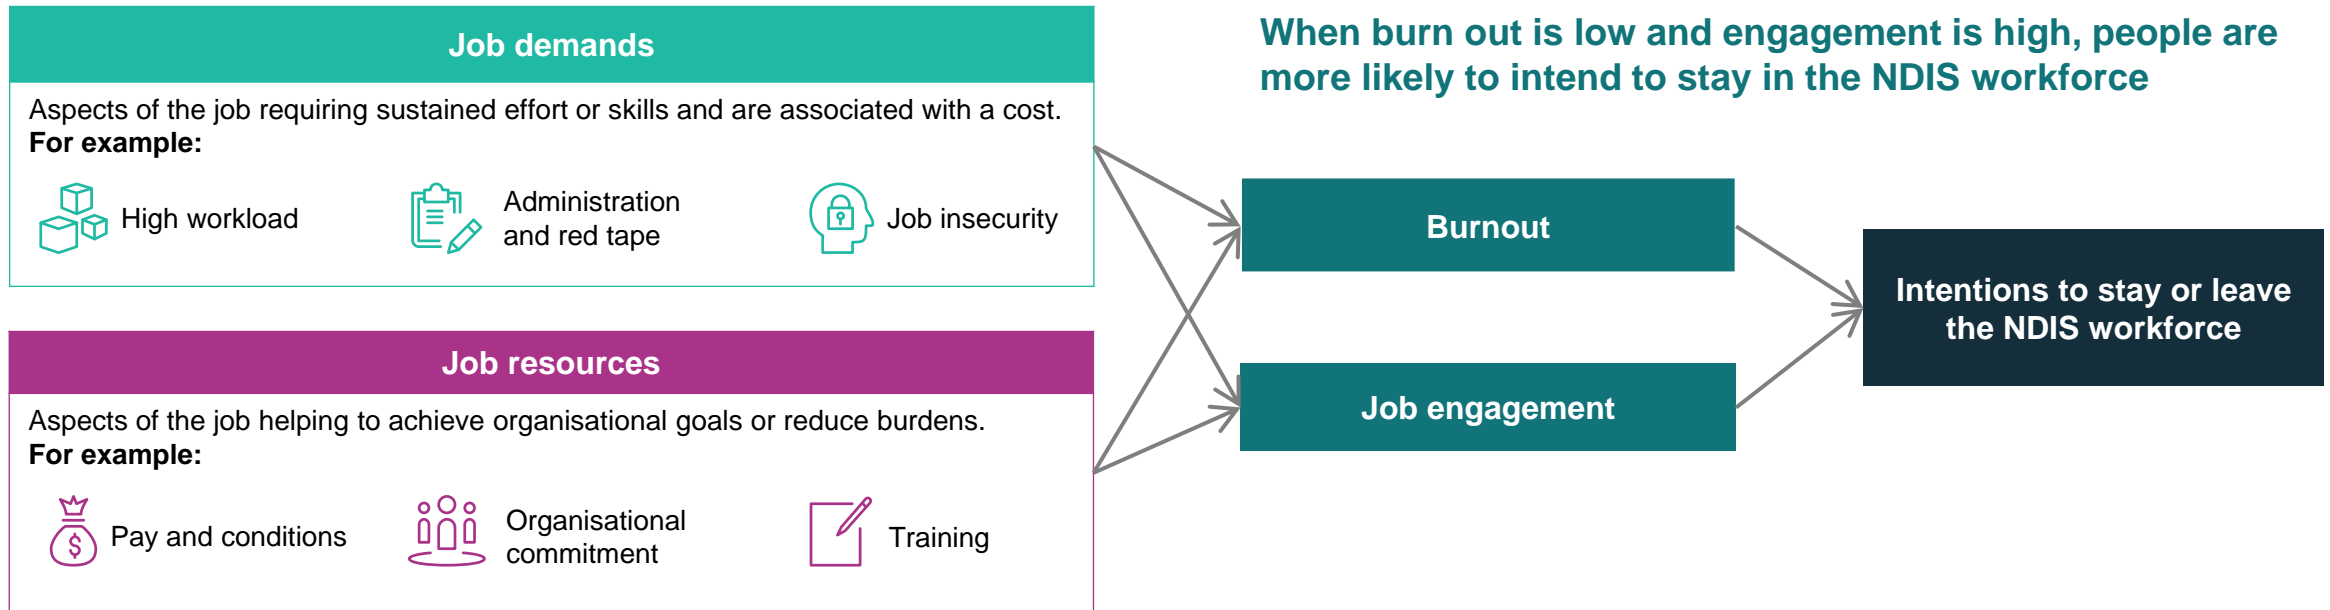 Job demands
Aspects of the job requiring sustained effort or skills and are associated with a cost.
For example:
High workload
Administration
and red tape
Job insecurity
Job resources
Aspects of the job helping to achieve organisational goals or reduce burdens.
For example:
$
Pay and conditions
Organisational
commitment
Training
When burn out is low and engagement is high, people are
more likely to intend to stay in the NDIS workforce
Burnout
Job engagement
Intentions to stay or leave
the NDIS workforce